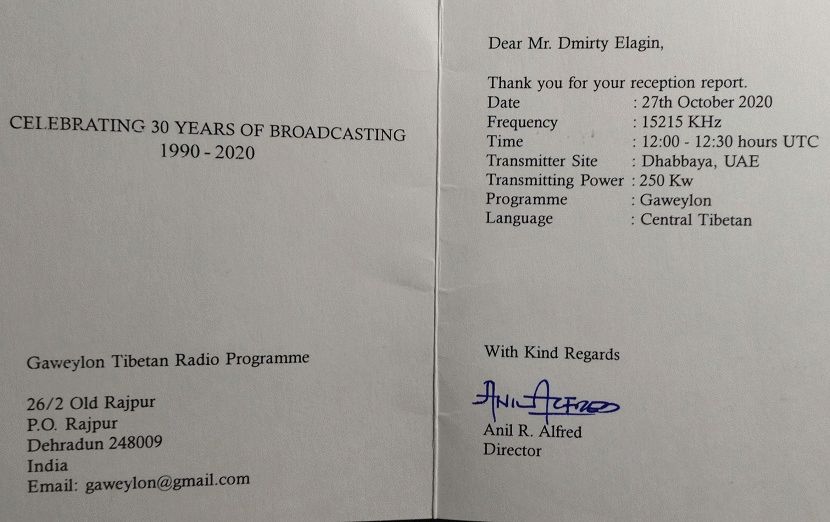 CELEBRATING 30 YEARS OF BROADCASTING
1990 - 2020
Gaweylon Tibetan Radio Programme
26/2 Old Rajpur
P.O. Rajpur
Dehradun 248009
India
Email: gaweylon@gmail.com
Dear Mr. Dmirty Elagin,
Thank you for your reception report.
Date : 27th October 2020
Frequency : 15215 KHz
Time : 12:00 - 12:30 hours UTC
Transmitter Site : Dhabbaya, UAE
Transmitting Power : 250 Kw
Programme : Gaweylon
Language : Central Tibetan
With Kind Regards
ANIL ALFRED
Anil R. Alfred
Director